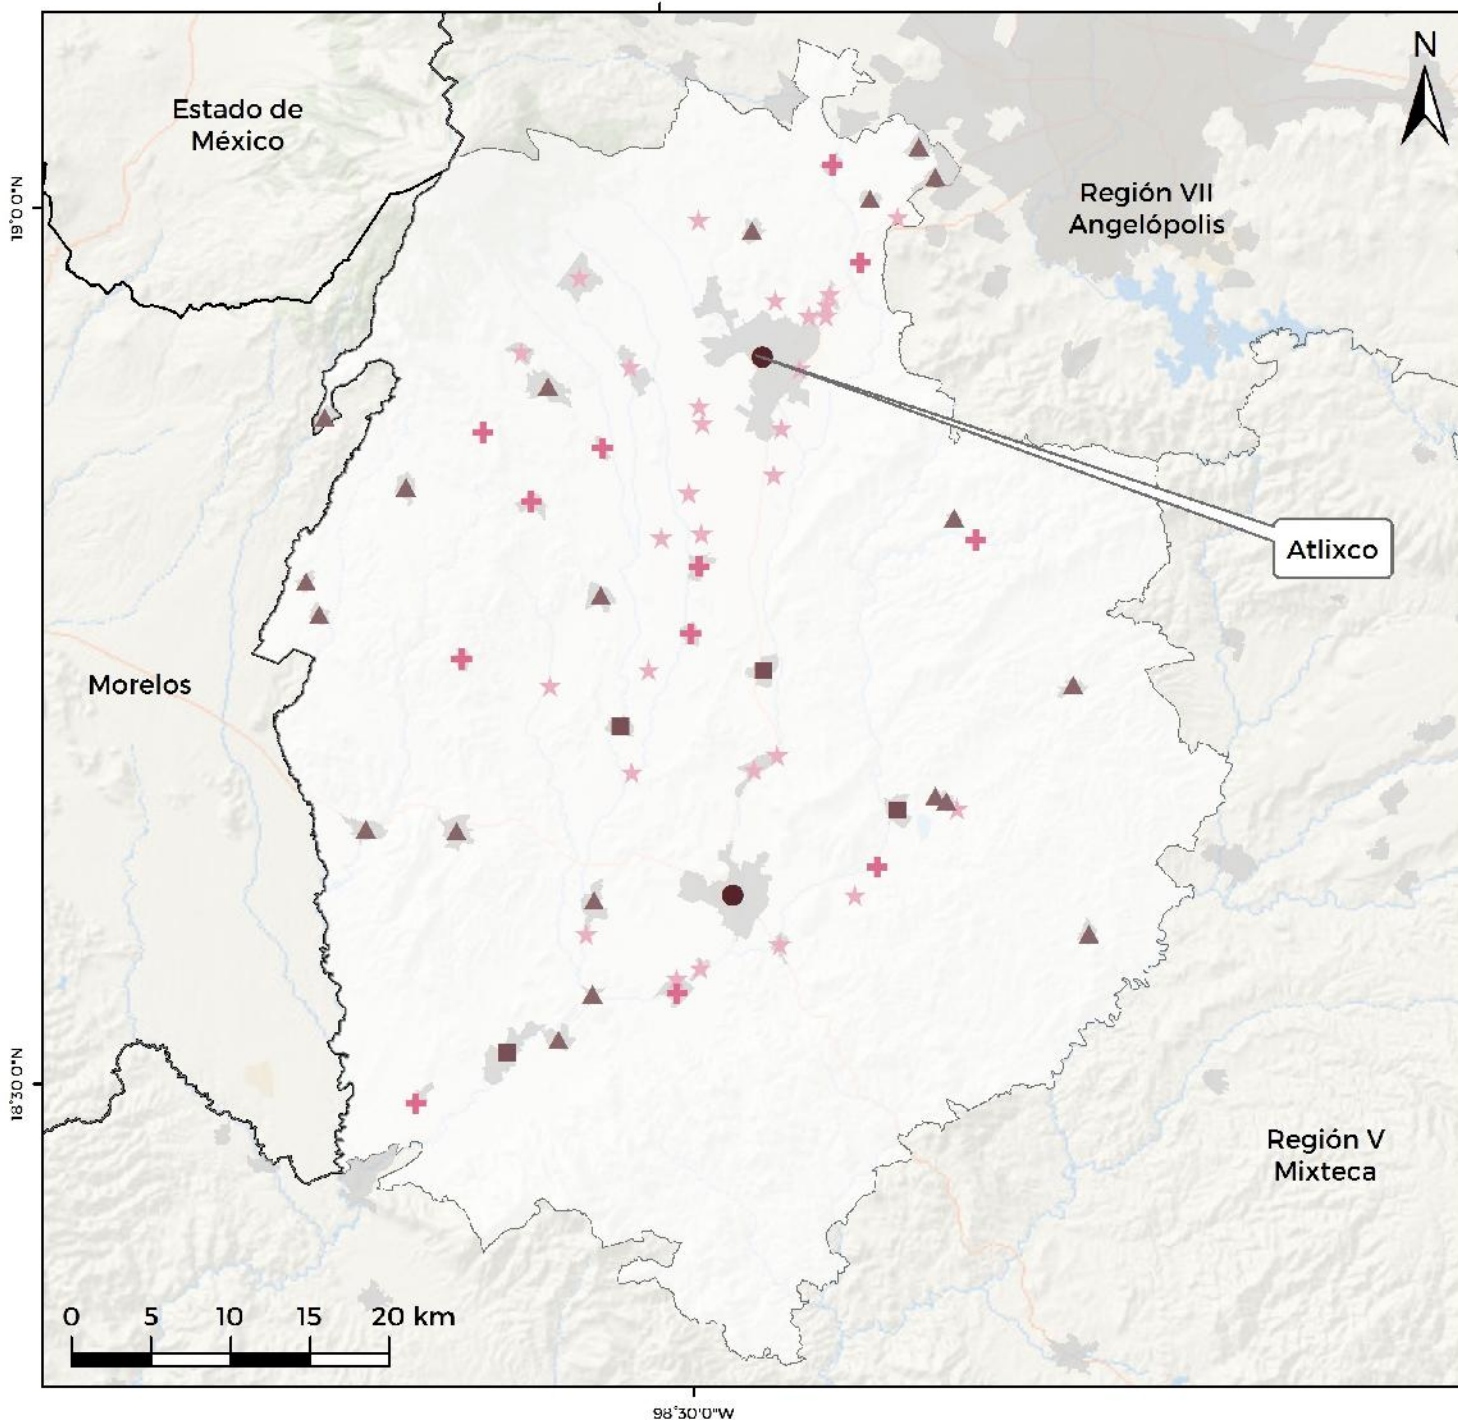 N
Estado de
México
Región VII
Angelópolis
19°0'0"N
Atlixco
Morelos
18°30'0"N
Región V
Mixteca
0 5 10 15 20 km
98°30'0"W